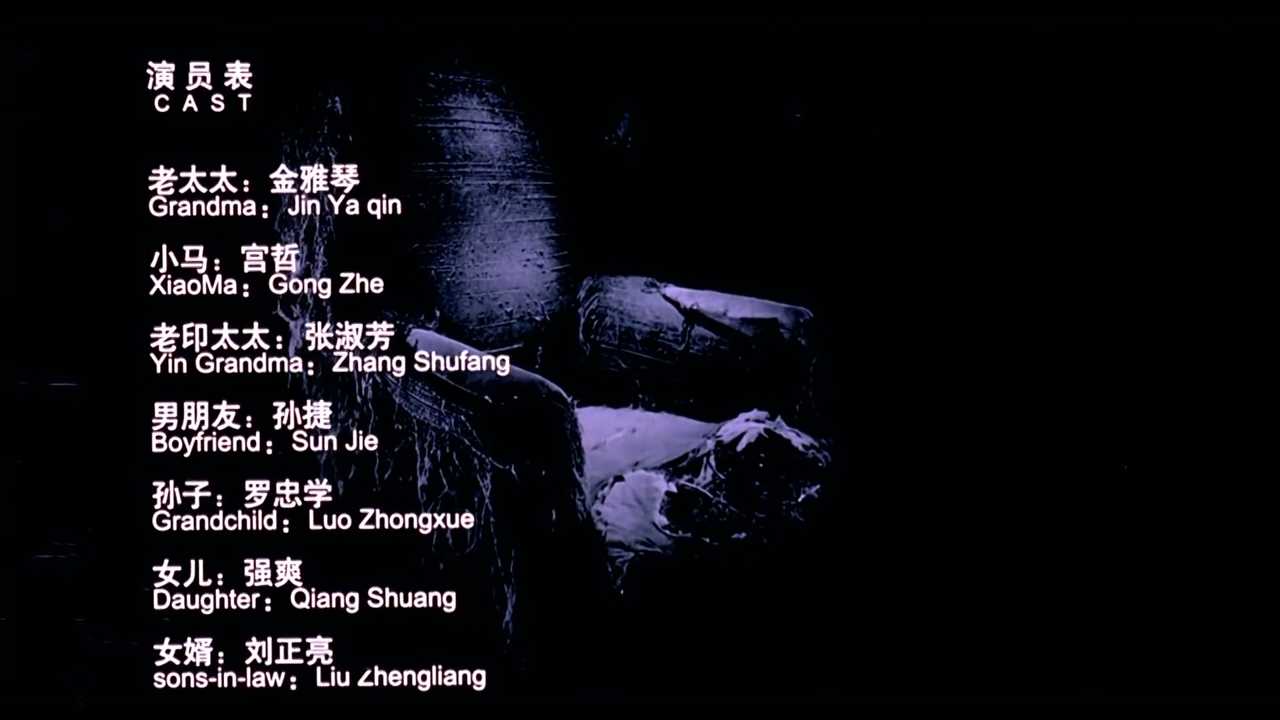 演员表
CAST
老太太：金雅琴
Grandma：Jin Ya qin
小马：宫哲
XiaoMa：Gong Zhe
老印太太：张淑芳
Yin Grandma：Zhang Shufang
男朋友：孙捷
Boyfriend：Sun Jie
孙子：罗忠学
Grandchild：Luo Zhongxue
女儿：强爽
Daughter：Qiang Shuang
女婿：刘正亮
sons-in-law：Liu Zhengliang